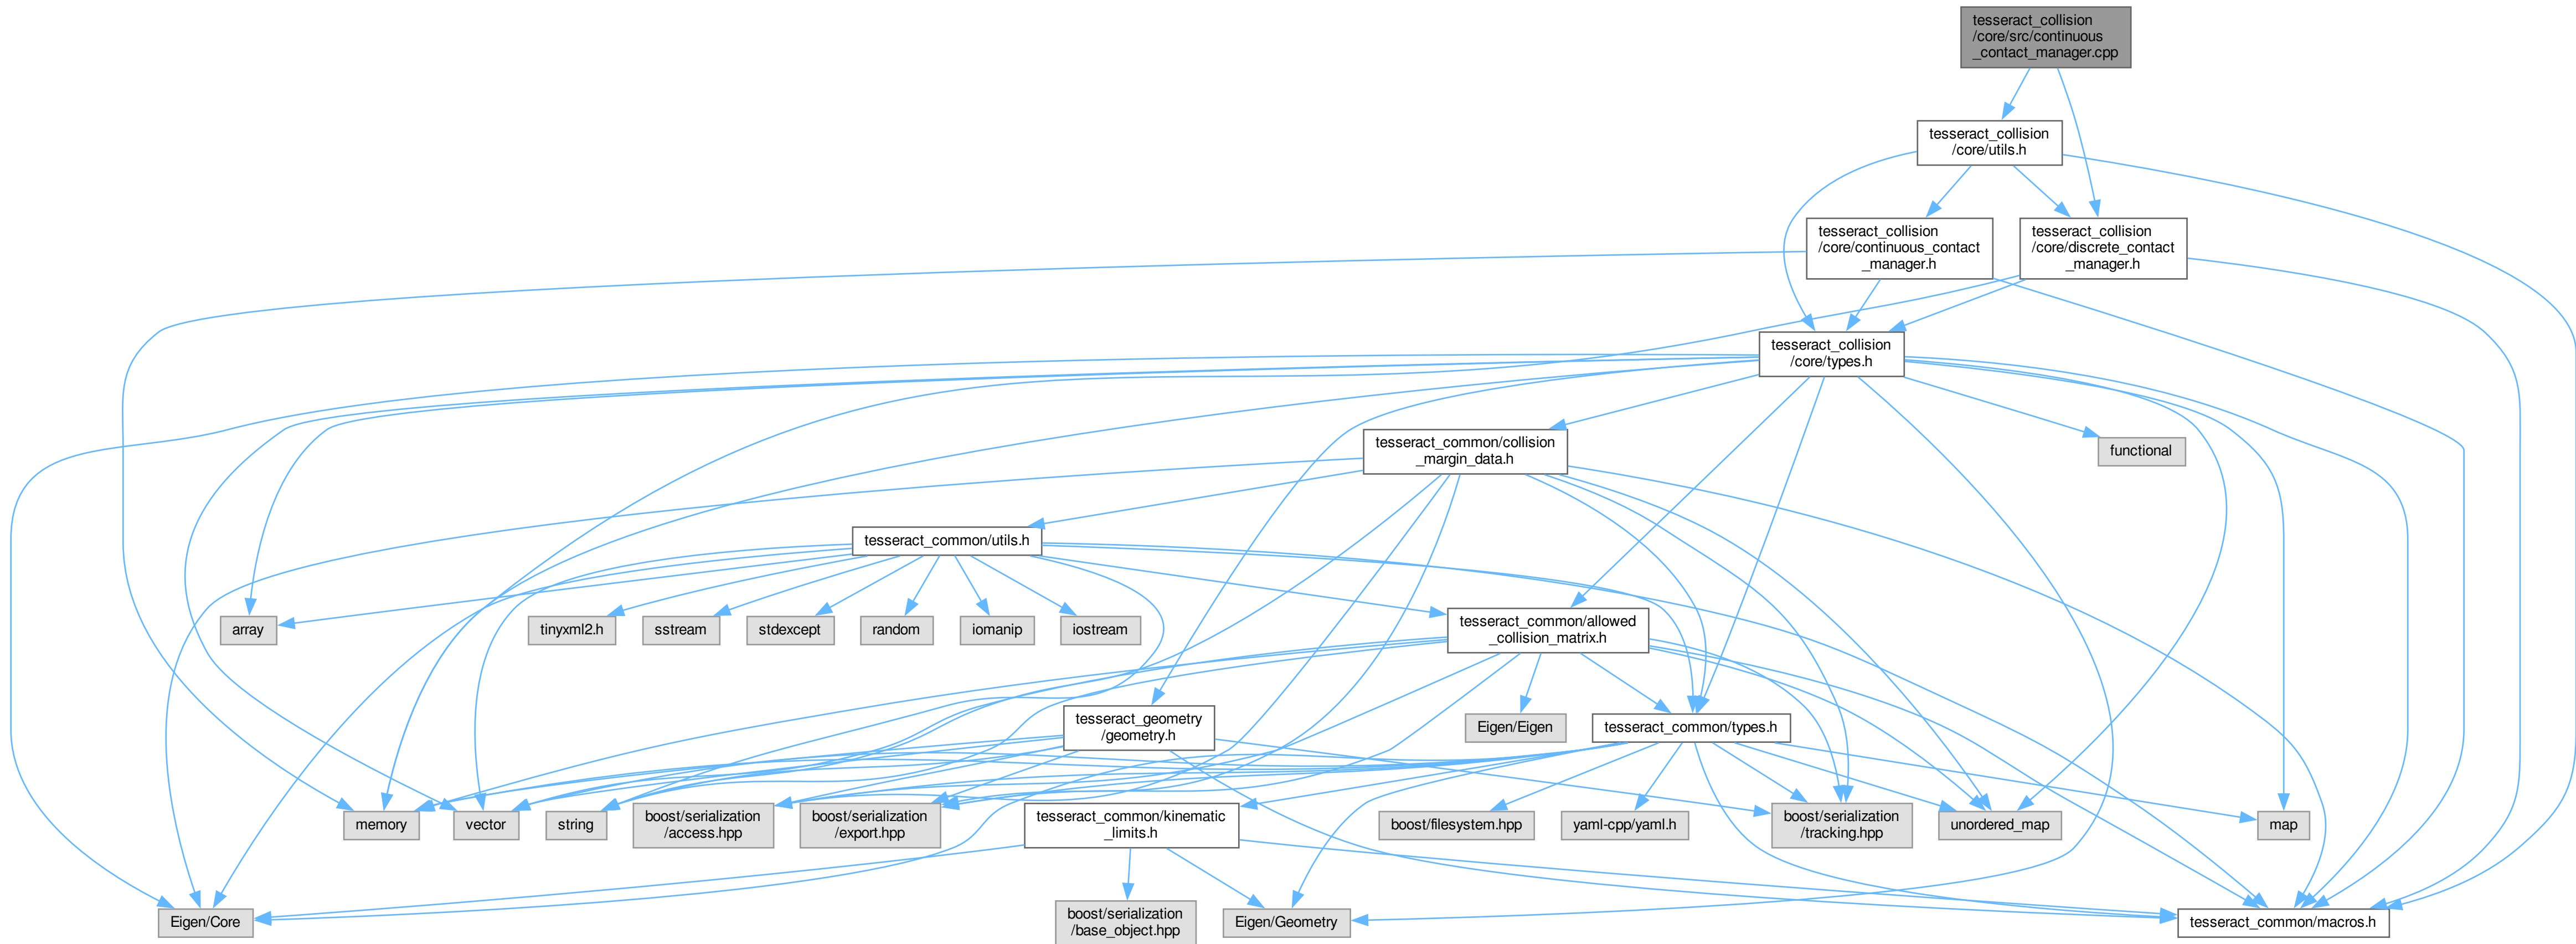 tesseract_collision
/core/src/continuous
_contact_manager.cpp
tesseract_collision
/core/utils.h
tesseract_collision
/core/continuous_contact
_manager.h
tesseract_collision
/core/discrete_contact
_manager.h
tesseract_collision
/core/types.h
tesseract_common/collision
_margin_data.h
functional
tesseract_common/utils.h
array
tinyxml2.h
sstream
stdexcept
random
iomanip
iostream
tesseract_common/allowed
_collision_matrix.h
tesseract_geometry
/geometry.h
Eigen/Eigen
tesseract_common/types.h
memory
vector
string
boost/serialization
/access.hpp
boost/serialization
/export.hpp
tesseract_common/kinematic
_limits.h
boost/filesystem.hpp
yaml-cpp/yaml.h
boost/serialization
/tracking.hpp
unordered_map
map
Eigen/Core
boost/serialization
/base_object.hpp
Eigen/Geometry
tesseract_common/macros.h